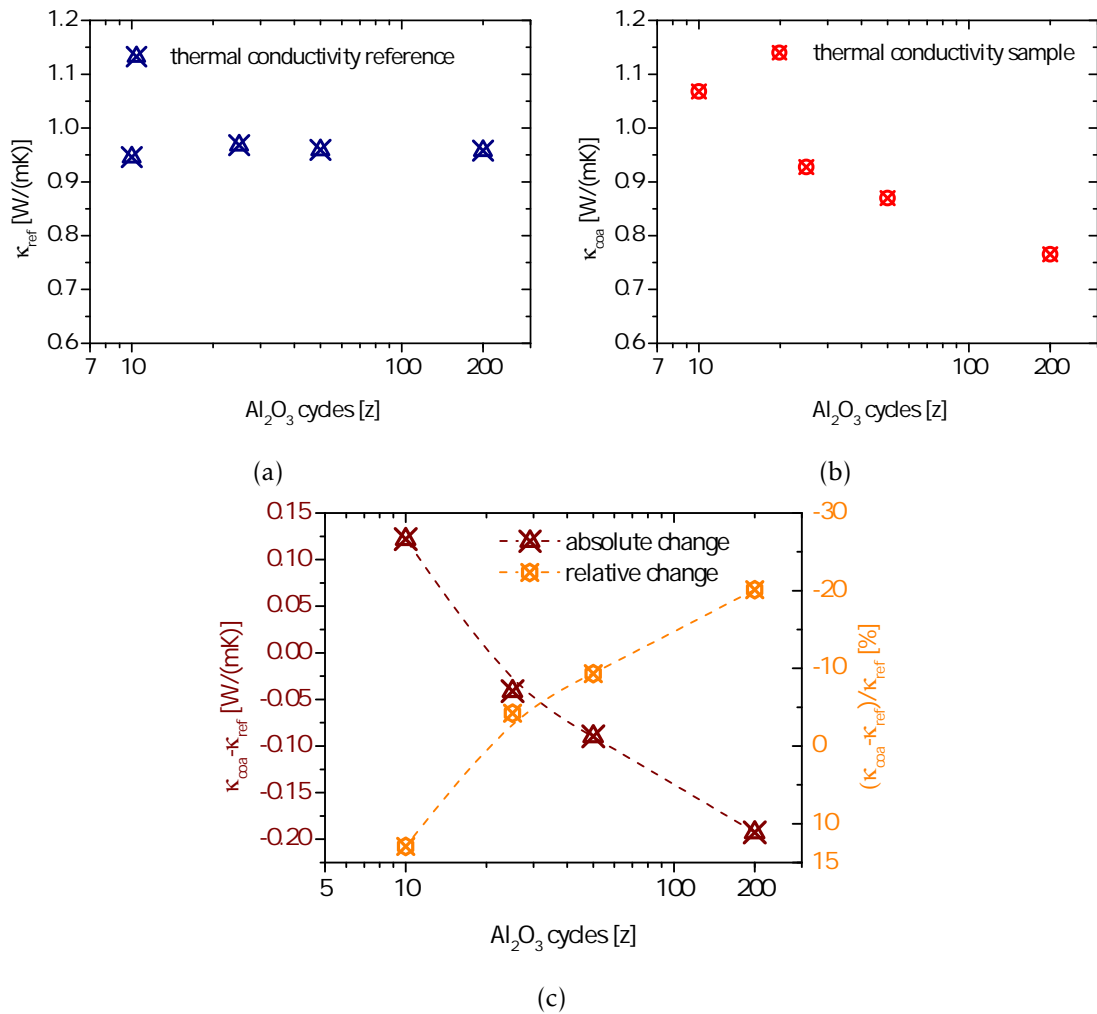 1.2
1.1
1.0
0.9
0.8
0.7
0.6
κref [W/(mK)]
thermal conductivity reference
7 10 100 200
Al2O3 cycles [z]
(a)
1.2
1.1
1.0
0.9
0.8
0.7
0.6
κcoa [W/(mK)]
thermal conductivity sample
7 10 100 200
Al2O3 cycles [z]
(b)
0.15
0.10
0.05
0.00
-0.05
-0.10
-0.15
-0.20
κcoa-κref [W/(mK)]
absolute change
relative change
-30
-20
-10
0
10
15
(κcoa-κref)/κref [%]
5 10 100 200
Al2O3 cycles [z]
(c)